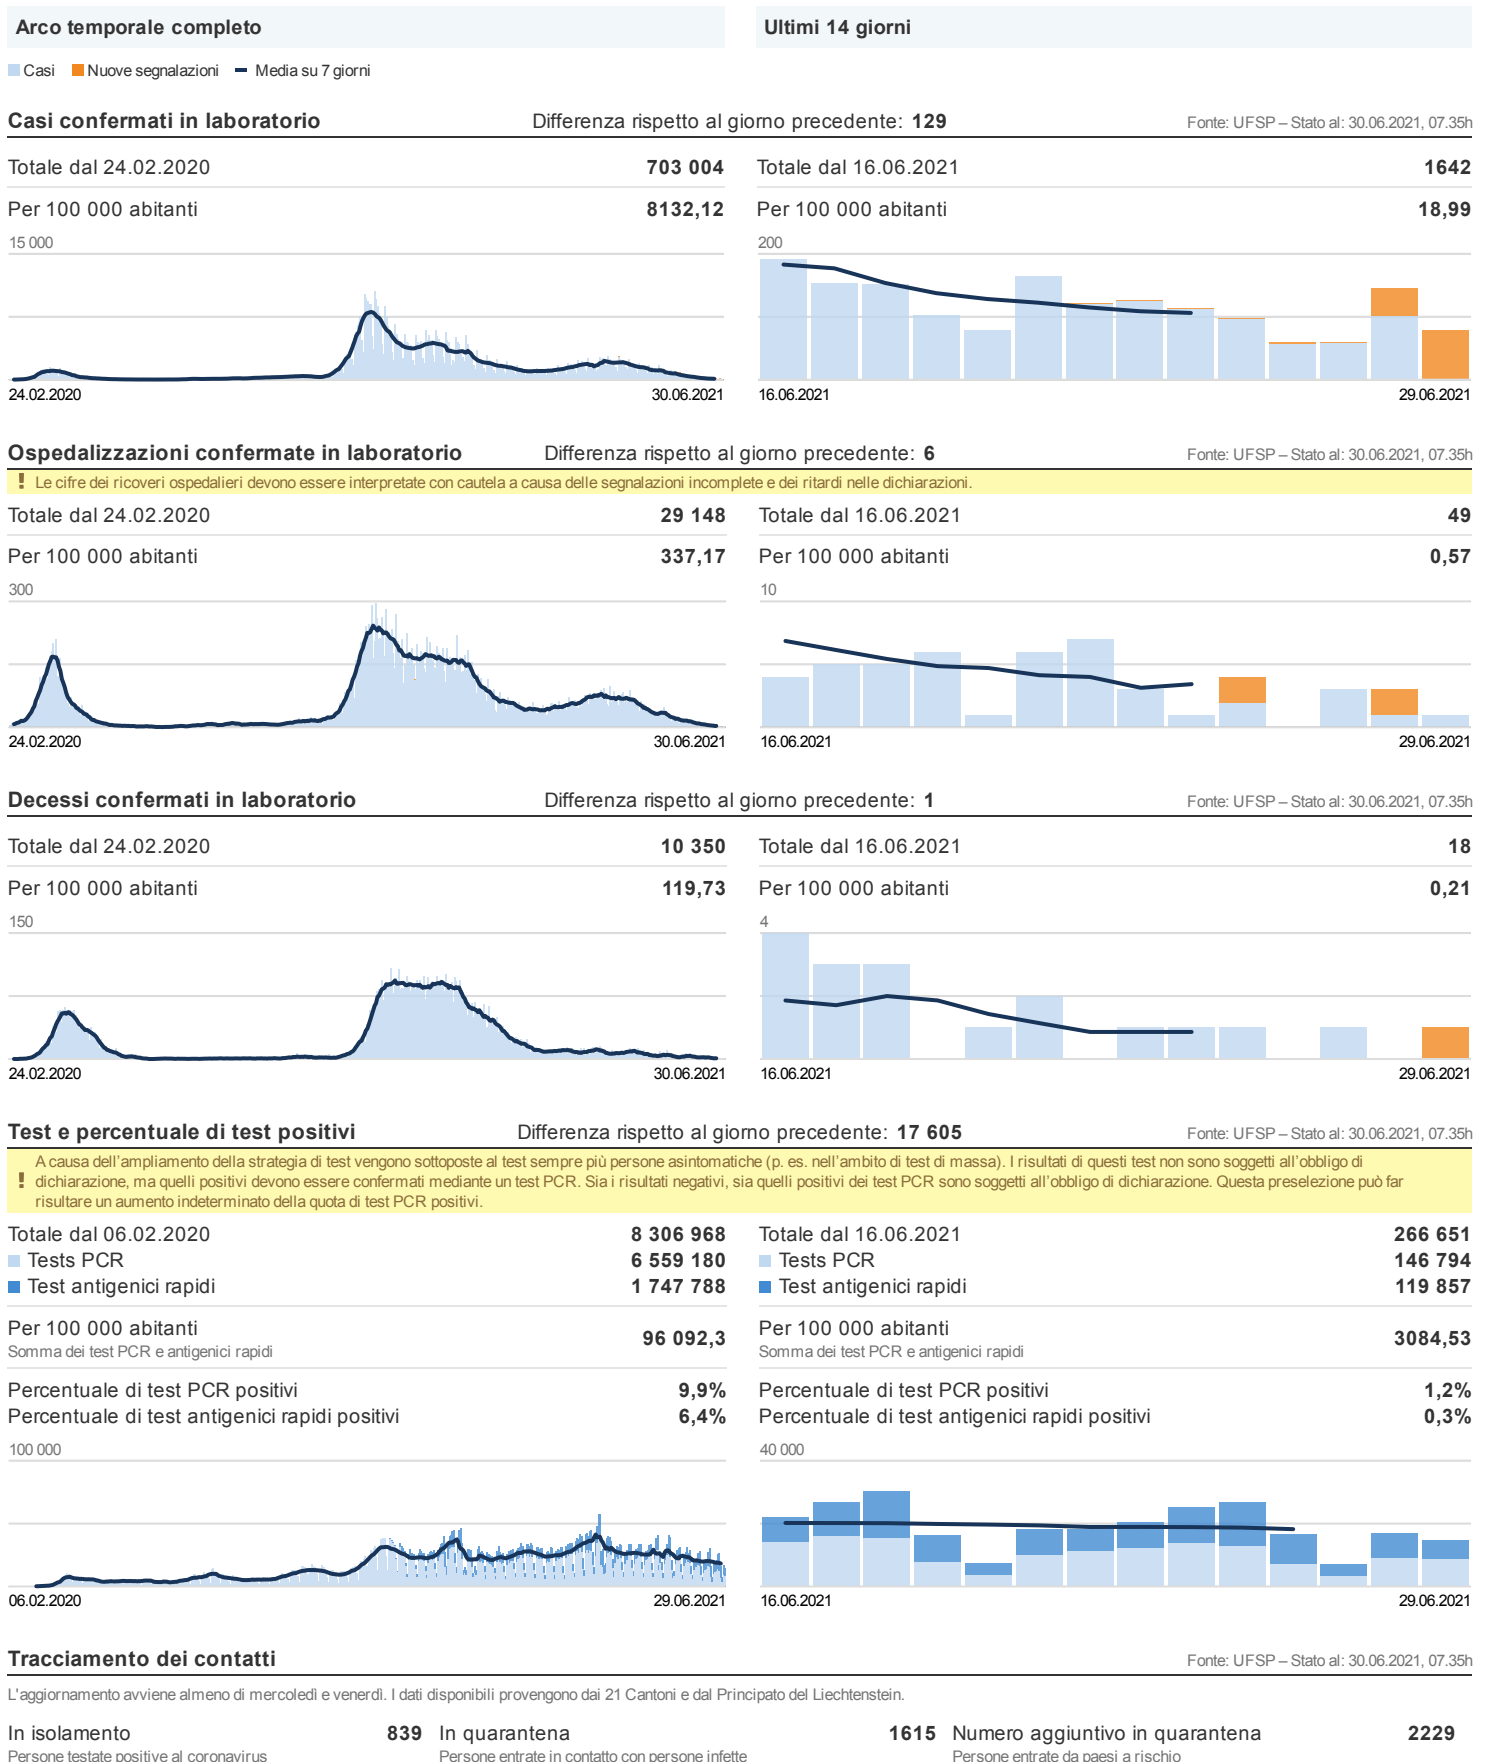 Arco temporale completo
Ultimi 14 giorni
Casi Nuove segnalazioni Media su 7 giorni
Casi confermati in laboratorio Differenza rispetto al giorno precedente: 129 Fonte: UFSP – Stato al: 30.06.2021, 07.35h
Totale dal 24.02.2020 703 004
Per 100 000 abitanti 8132,12
15 000
24.02.2020 30.06.2021
Totale dal 16.06.2021 1642
Per 100 000 abitanti 18,99
200
16.06.2021 29.06.2021
Ospedalizzazioni confermate in laboratorio Differenza rispetto al giorno precedente: 6 Fonte: UFSP – Stato al: 30.06.2021, 07.35h
! Le cifre dei ricoveri ospedalieri devono essere interpretate con cautela a causa delle segnalazioni incomplete e dei ritardi nelle dichiarazioni.
Totale dal 24.02.2020 29 148
Per 100 000 abitanti 337,17
300
24.02.2020 30.06.2021
Totale dal 16.06.2021 49
Per 100 000 abitanti 0,57
10
16.06.2021 29.06.2021
Decessi confermati in laboratorio Differenza rispetto al giorno precedente: 1 Fonte: UFSP – Stato al: 30.06.2021, 07.35h
Totale dal 24.02.2020 10 350
Per 100 000 abitanti 119,73
150
24.02.2020 30.06.2021
Totale dal 16.06.2021 18
Per 100 000 abitanti 0,21
4
16.06.2021 29.06.2021
Test e percentuale di test positivi Differenza rispetto al giorno precedente: 17 605 Fonte: UFSP – Stato al: 30.06.2021, 07.35h
A causa dell'ampliamento della strategia di test vengono sottoposte al test sempre più persone asintomatiche (p. es. nell'ambito di test di massa). I risultati di questi test non sono soggetti all'obbligo di
! dichiarazione, ma quelli positivi devono essere confermati mediante un test PCR. Sia i risultati negativi, sia quelli positivi dei test PCR sono soggetti all'obbligo di dichiarazione. Questa preselezione può far
risultare un aumento indeterminato della quota di test PCR positivi.
Totale dal 06.02.2020 8 306 968
Tests PCR 6 559 180
Test antigenici rapidi 1 747 788
Per 100 000 abitanti 96 092,3
Somma dei test PCR e antigenici rapidi
Percentuale di test PCR positivi 9,9%
Percentuale di test antigenici rapidi positivi 6,4%
100 000
06.02.2020 29.06.2021
Totale dal 16.06.2021 266 651
Tests PCR 146 794
Test antigenici rapidi 119 857
Per 100 000 abitanti 3084,53
Somma dei test PCR e antigenici rapidi
Percentuale di test PCR positivi 1,2%
Percentuale di test antigenici rapidi positivi 0,3%
40 000
16.06.2021 29.06.2021
Tracciamento dei contatti Fonte: UFSP – Stato al: 30.06.2021, 07.35h
L'aggiornamento avviene almeno di mercoledì e venerdì. I dati disponibili provengono dai 21 Cantoni e dal Principato del Liechtenstein.
In isolamento 839
Persone testate positive al coronavirus
In quarantena 1615
Persone entrate in contatto con persone infette
Numero aggiuntivo in quarantena 2229
Persone entrate da paesi a rischio